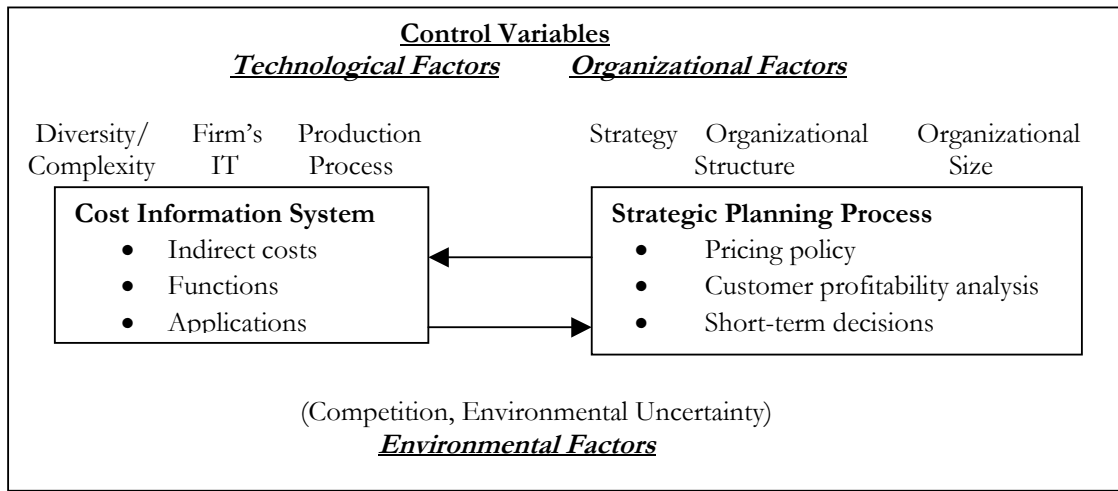 Control Variables
Technological Factors Organizational Factors
Diversity/ Firm's Production Strategy Organizational Organizational
Complexity IT Process Structure Size
Cost Information System
• Indirect costs
• Functions
• Applications
Strategic Planning Process
• Pricing policy
• Customer profitability analysis
• Short-term decisions
(Competition, Environmental Uncertainty)
Environmental Factors